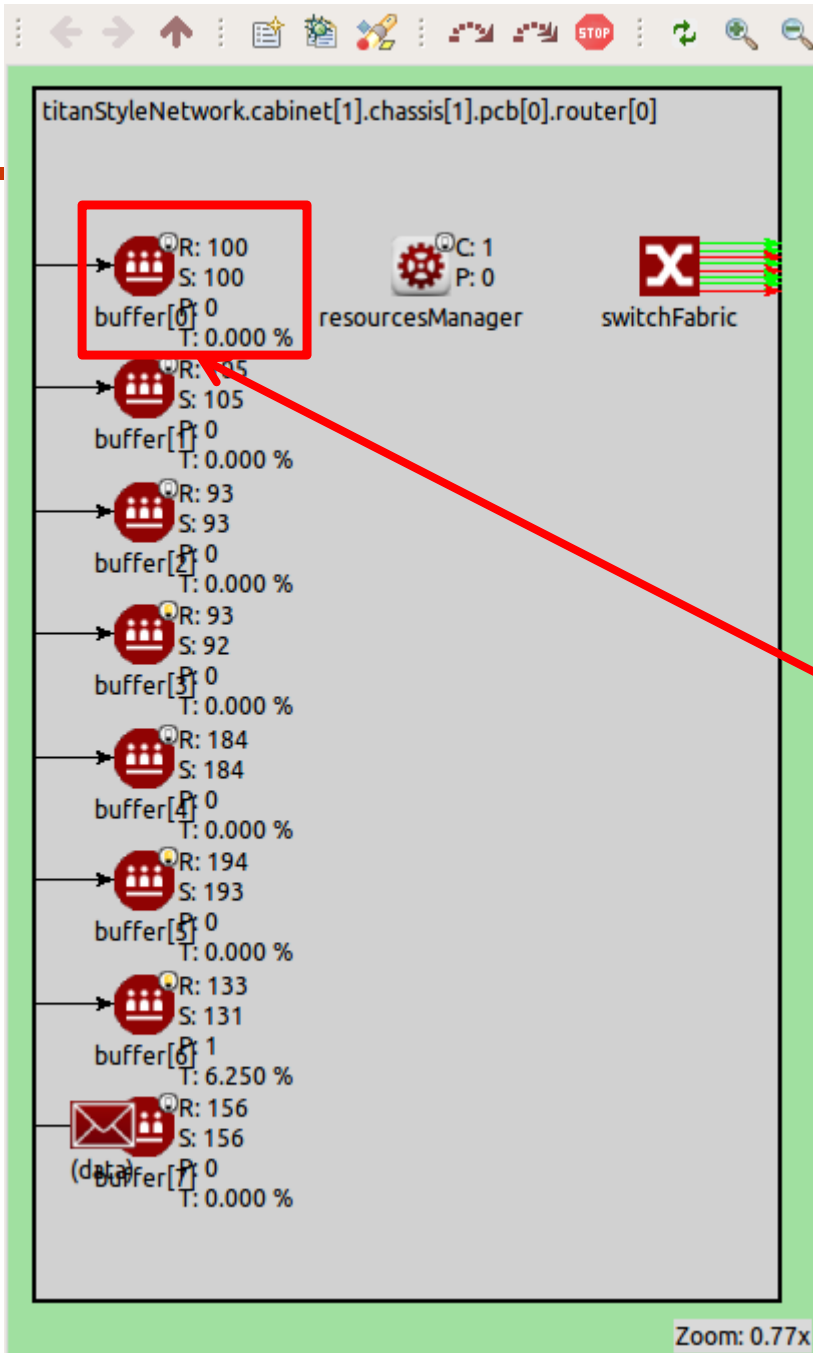 STOP
titanStyleNetwork.cabinet[1].chassis[1].pcb[0].router[0]
R: 100
S: 100
P: 0
T: 0.000 %
buffer[0]
C: 1
P: 0
resourcesManager
switchFabric
R: 105
S: 105
P: 0
T: 0.000 %
buffer[1]
R: 93
S: 93
P: 0
T: 0.000 %
buffer[2]
R: 93
S: 92
P: 0
T: 0.000 %
buffer[3]
R: 184
S: 184
P: 0
T: 0.000 %
buffer[4]
R: 194
S: 193
P: 0
T: 0.000 %
buffer[5]
R: 133
S: 131
P: 1
T: 6.250 %
buffer[6]
R: 156
S: 156
P: 0
T: 0.000 %
(data)
buffer[7]
Zoom: 0.77x